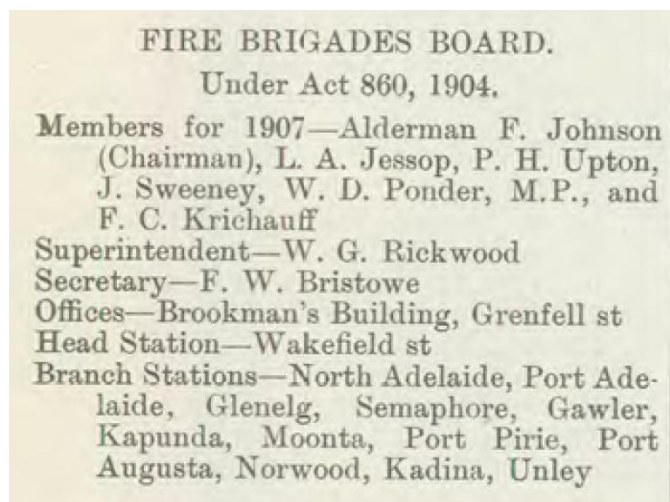 FIRE BRIGADES BOARD.
Under Act 860, 1904.
Members for 1907—Alderman F. Johnson
(Chairman), L. A. Jessop, P. H. Upton,
J. Sweeney, W. D. Ponder, M.P., and
F. C. Krichauff
Superintendent—W. G. Rickwood
Secretary—F. W. Bristowe
Offices—Brookman's Building, Grenfell st
Head Station—Wakefield st
Branch Stations—North Adelaide, Port Ade-
laide, Glenelg, Semaphore, Gawler,
Kapunda, Moonta, Port Pirie, Port
Augusta, Norwood, Kadina, Unley